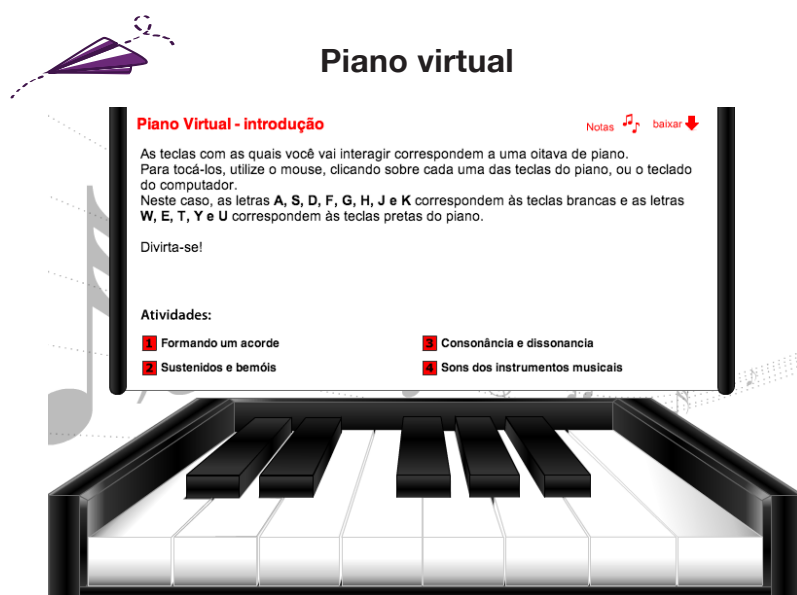 Piano virtual
Piano Virtual - introdução
Notas
baixar
As teclas com as quais você vai interagir correspondem a uma oitava de piano.
Para tocá-los, utilize o mouse, clicando sobre cada uma das teclas do piano, ou o teclado
do computador.
Neste caso, as letras A, S, D, F, G, H, J e K correspondem às teclas brancas e as letras
W, E, T, Y e U correspondem às teclas pretas do piano.
Divirta-se!
Atividades:
1 Formando um acorde
3 Consonância e dissonancia
2 Sustenidos e bemóis
4 Sons dos instrumentos musicais